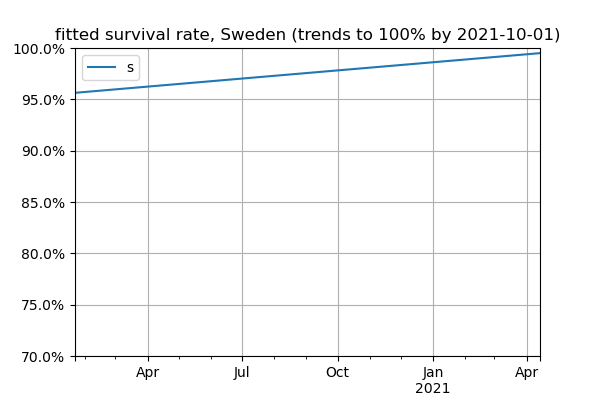 fitted survival rate, Sweden (trends to 100% by 2021-10-01)
100.0%
s
95.0%
90.0%
85.0%
80.0%
75.0%
70.0%
Apr Jul Oct Jan Apr
2021